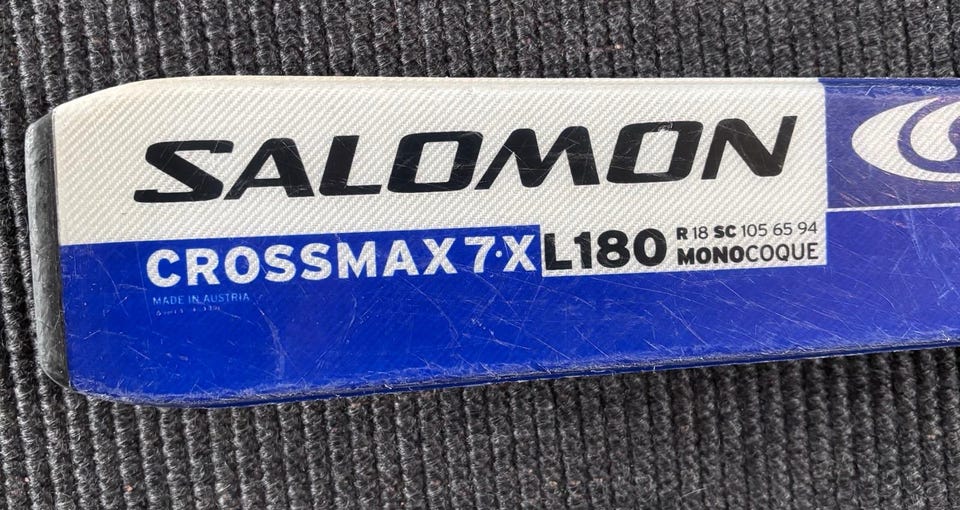 SALOMON
CROSSMAX 7·X L180 R 18 SC 105 65 94
MONOCOQUE
MADE IN AUSTRIA